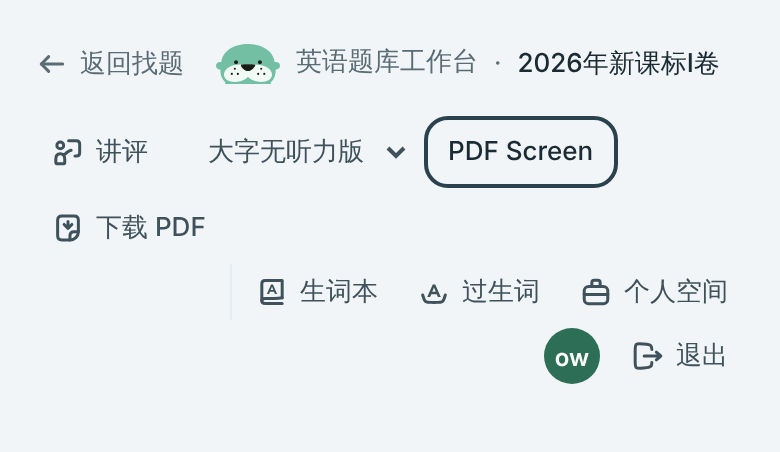 返回找题 英语题库工作台 · 2026年新课标I卷
讲评 大字无听力版 PDF Screen
下载 PDF
A 生词本 A 过生词 个人空间
ow 退出